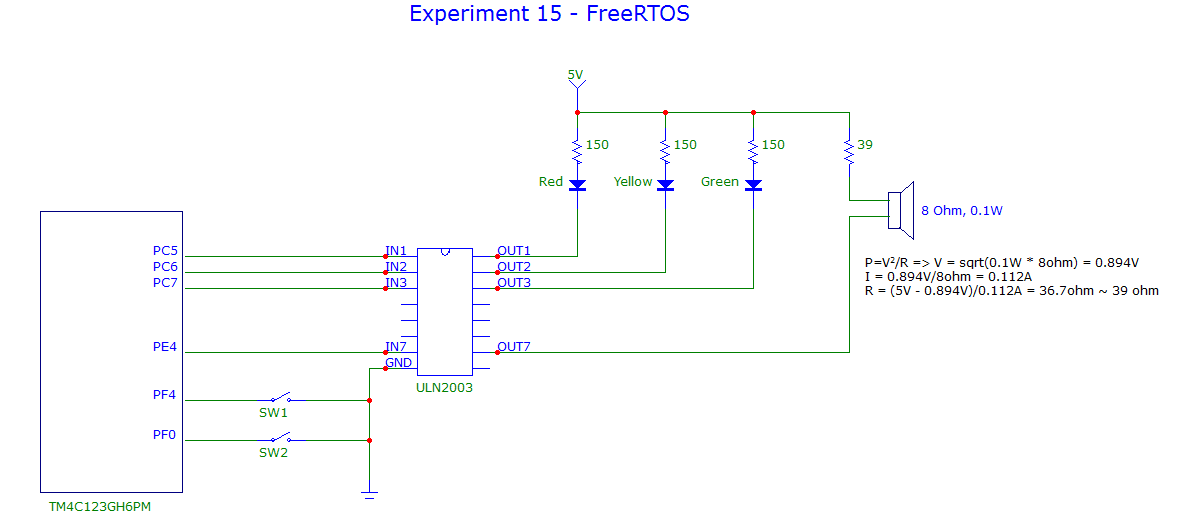 Experiment 15 - FreeRTOS
5V
150
150
150
39
Red
Yellow
Green
8 Ohm, 0.1W
PC5
IN1
OUT1
PC6
IN2
OUT2
PC7
IN3
OUT3
P=V²/R => V = sqrt(0.1W * 8ohm) = 0.894V
I = 0.894V/8ohm = 0.112A
R = (5V - 0.894V)/0.112A = 36.7ohm ~ 39 ohm
PE4
IN7
OUT7
GND
ULN2003
PF4
SW1
PF0
SW2
TM4C123GH6PM